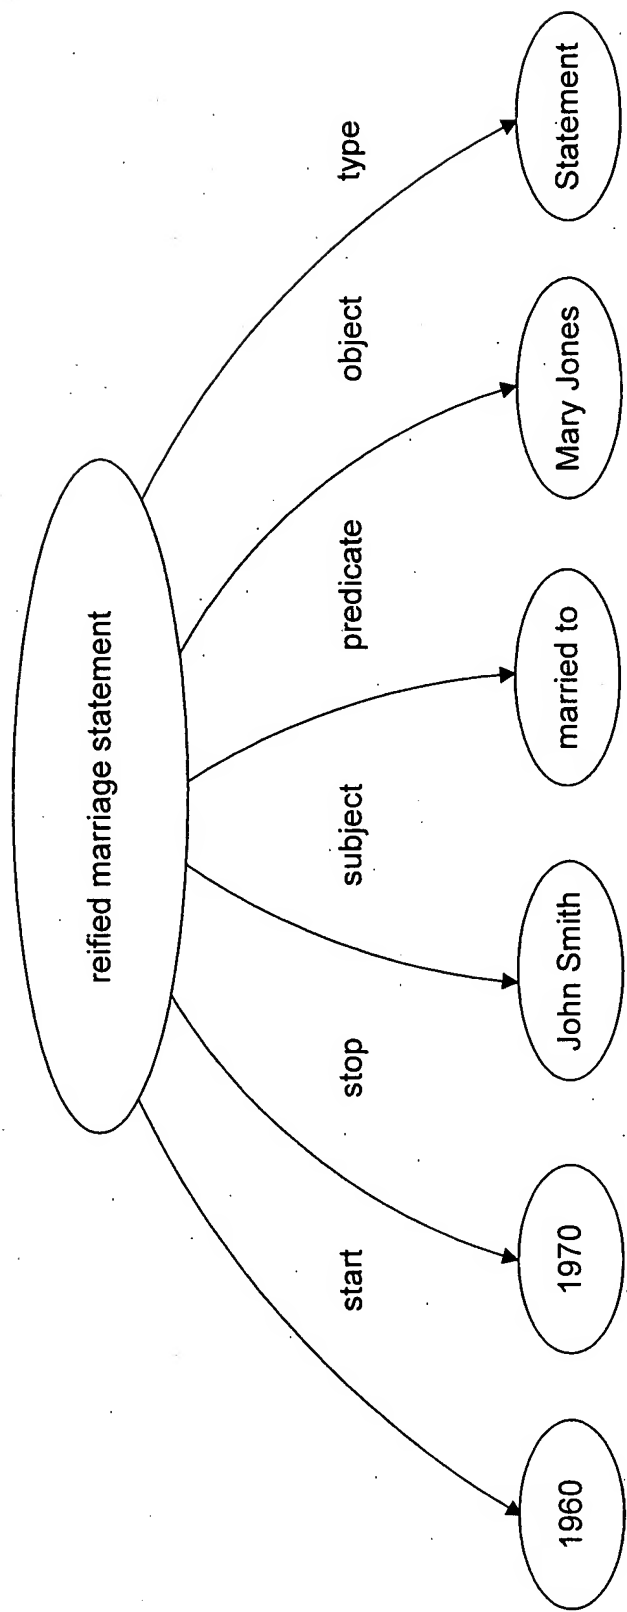 reified marriage statement
start
stop
subject
predicate
object
type
1960
1970
John Smith
married to
Mary Jones
Statement